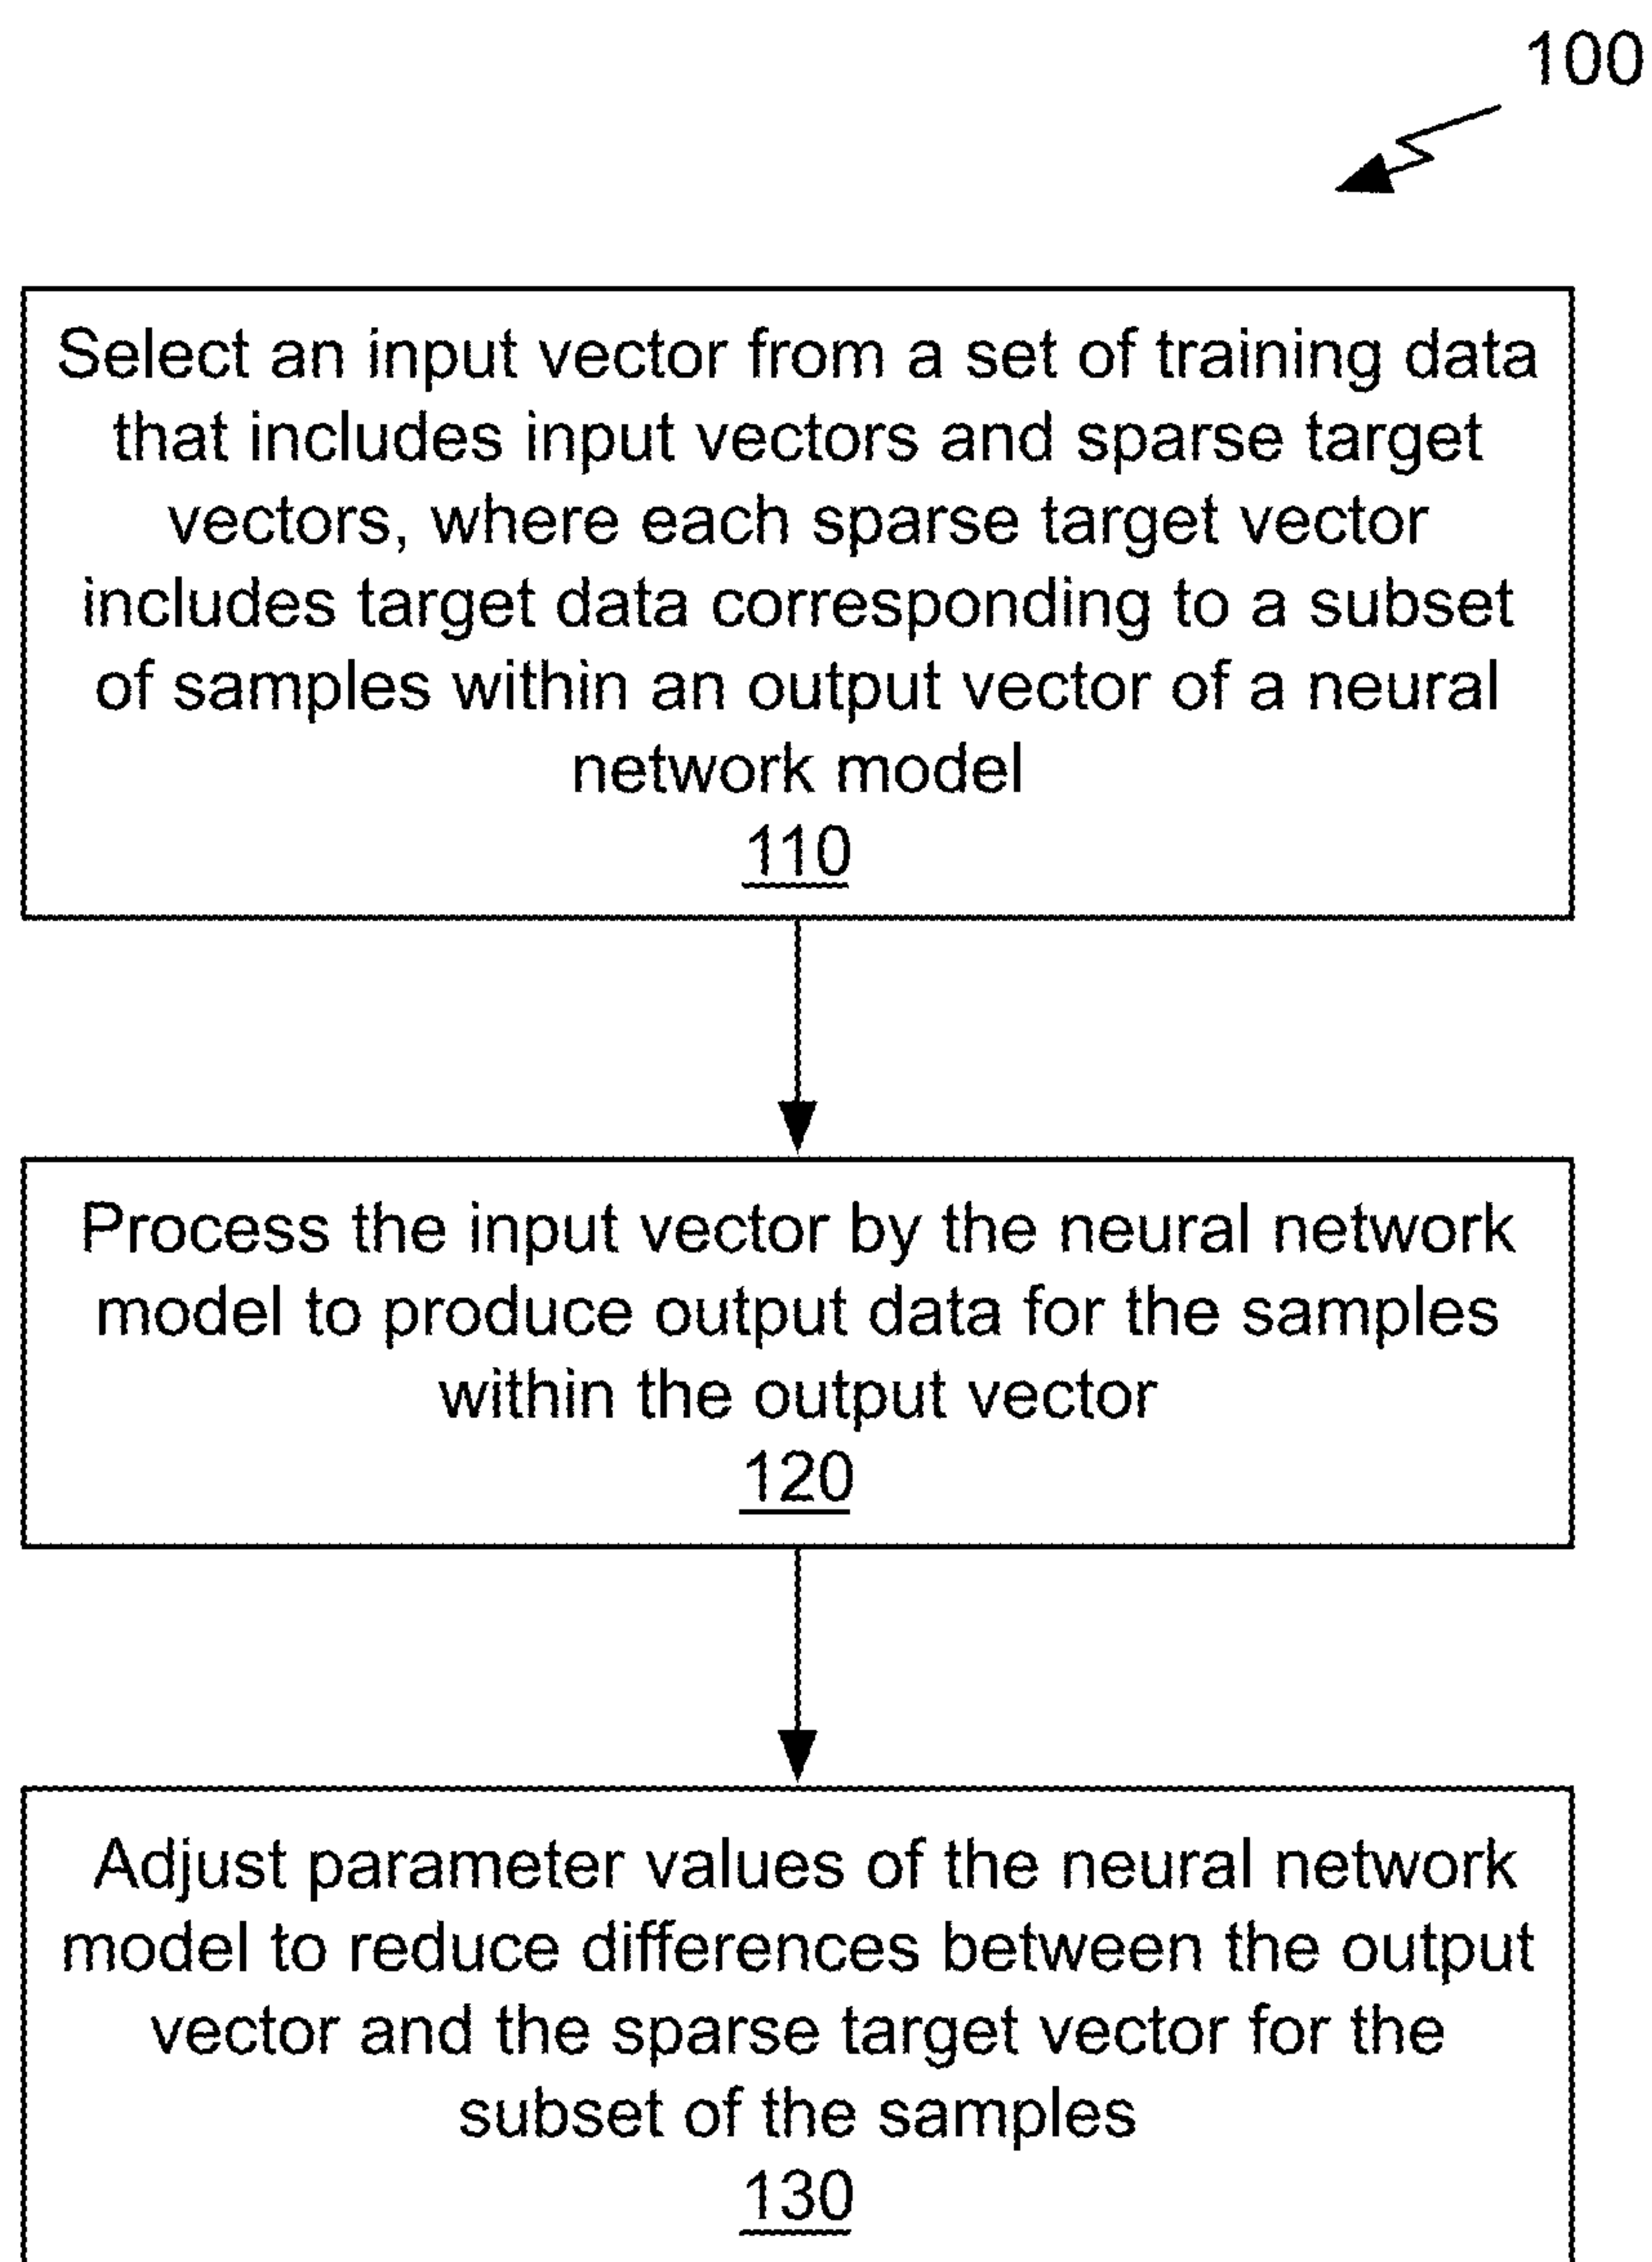 100
Select an input vector from a set of training data
that includes input vectors and sparse target
vectors, where each sparse target vector
includes target data corresponding to a subset
of samples within an output vector of a neural
network model
110
Process the input vector by the neural network
model to produce output data for the samples
within the output vector
120
Adjust parameter values of the neural network
model to reduce differences between the output
vector and the sparse target vector for the
subset of the samples
130